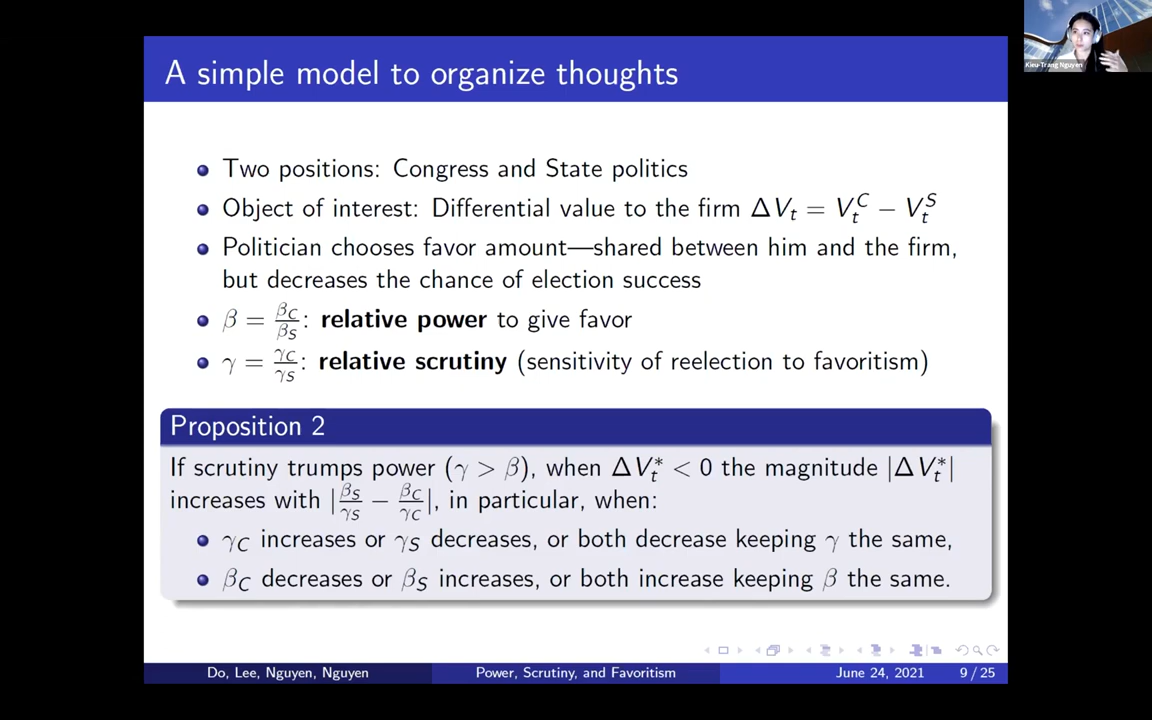 A simple model to organize thoughts
Kieu-Trang Nguyen
Two positions: Congress and State politics
Object of interest: Differential value to the firm ΔV_t = V_t^C − V_t^S
Politician chooses favor amount—shared between him and the firm,
but decreases the chance of election success
β = β_C/β_S: relative power to give favor
γ = γ_C/γ_S: relative scrutiny (sensitivity of reelection to favoritism)
Proposition 2
If scrutiny trumps power (γ > β), when ΔV_t^* < 0 the magnitude |ΔV_t^*|
increases with |β_S/γ_S − β_C/γ_C|, in particular, when:
γ_C increases or γ_S decreases, or both decrease keeping γ the same,
β_C decreases or β_S increases, or both increase keeping β the same.
Do, Lee, Nguyen, Nguyen
Power, Scrutiny, and Favoritism
June 24, 2021
9 / 25